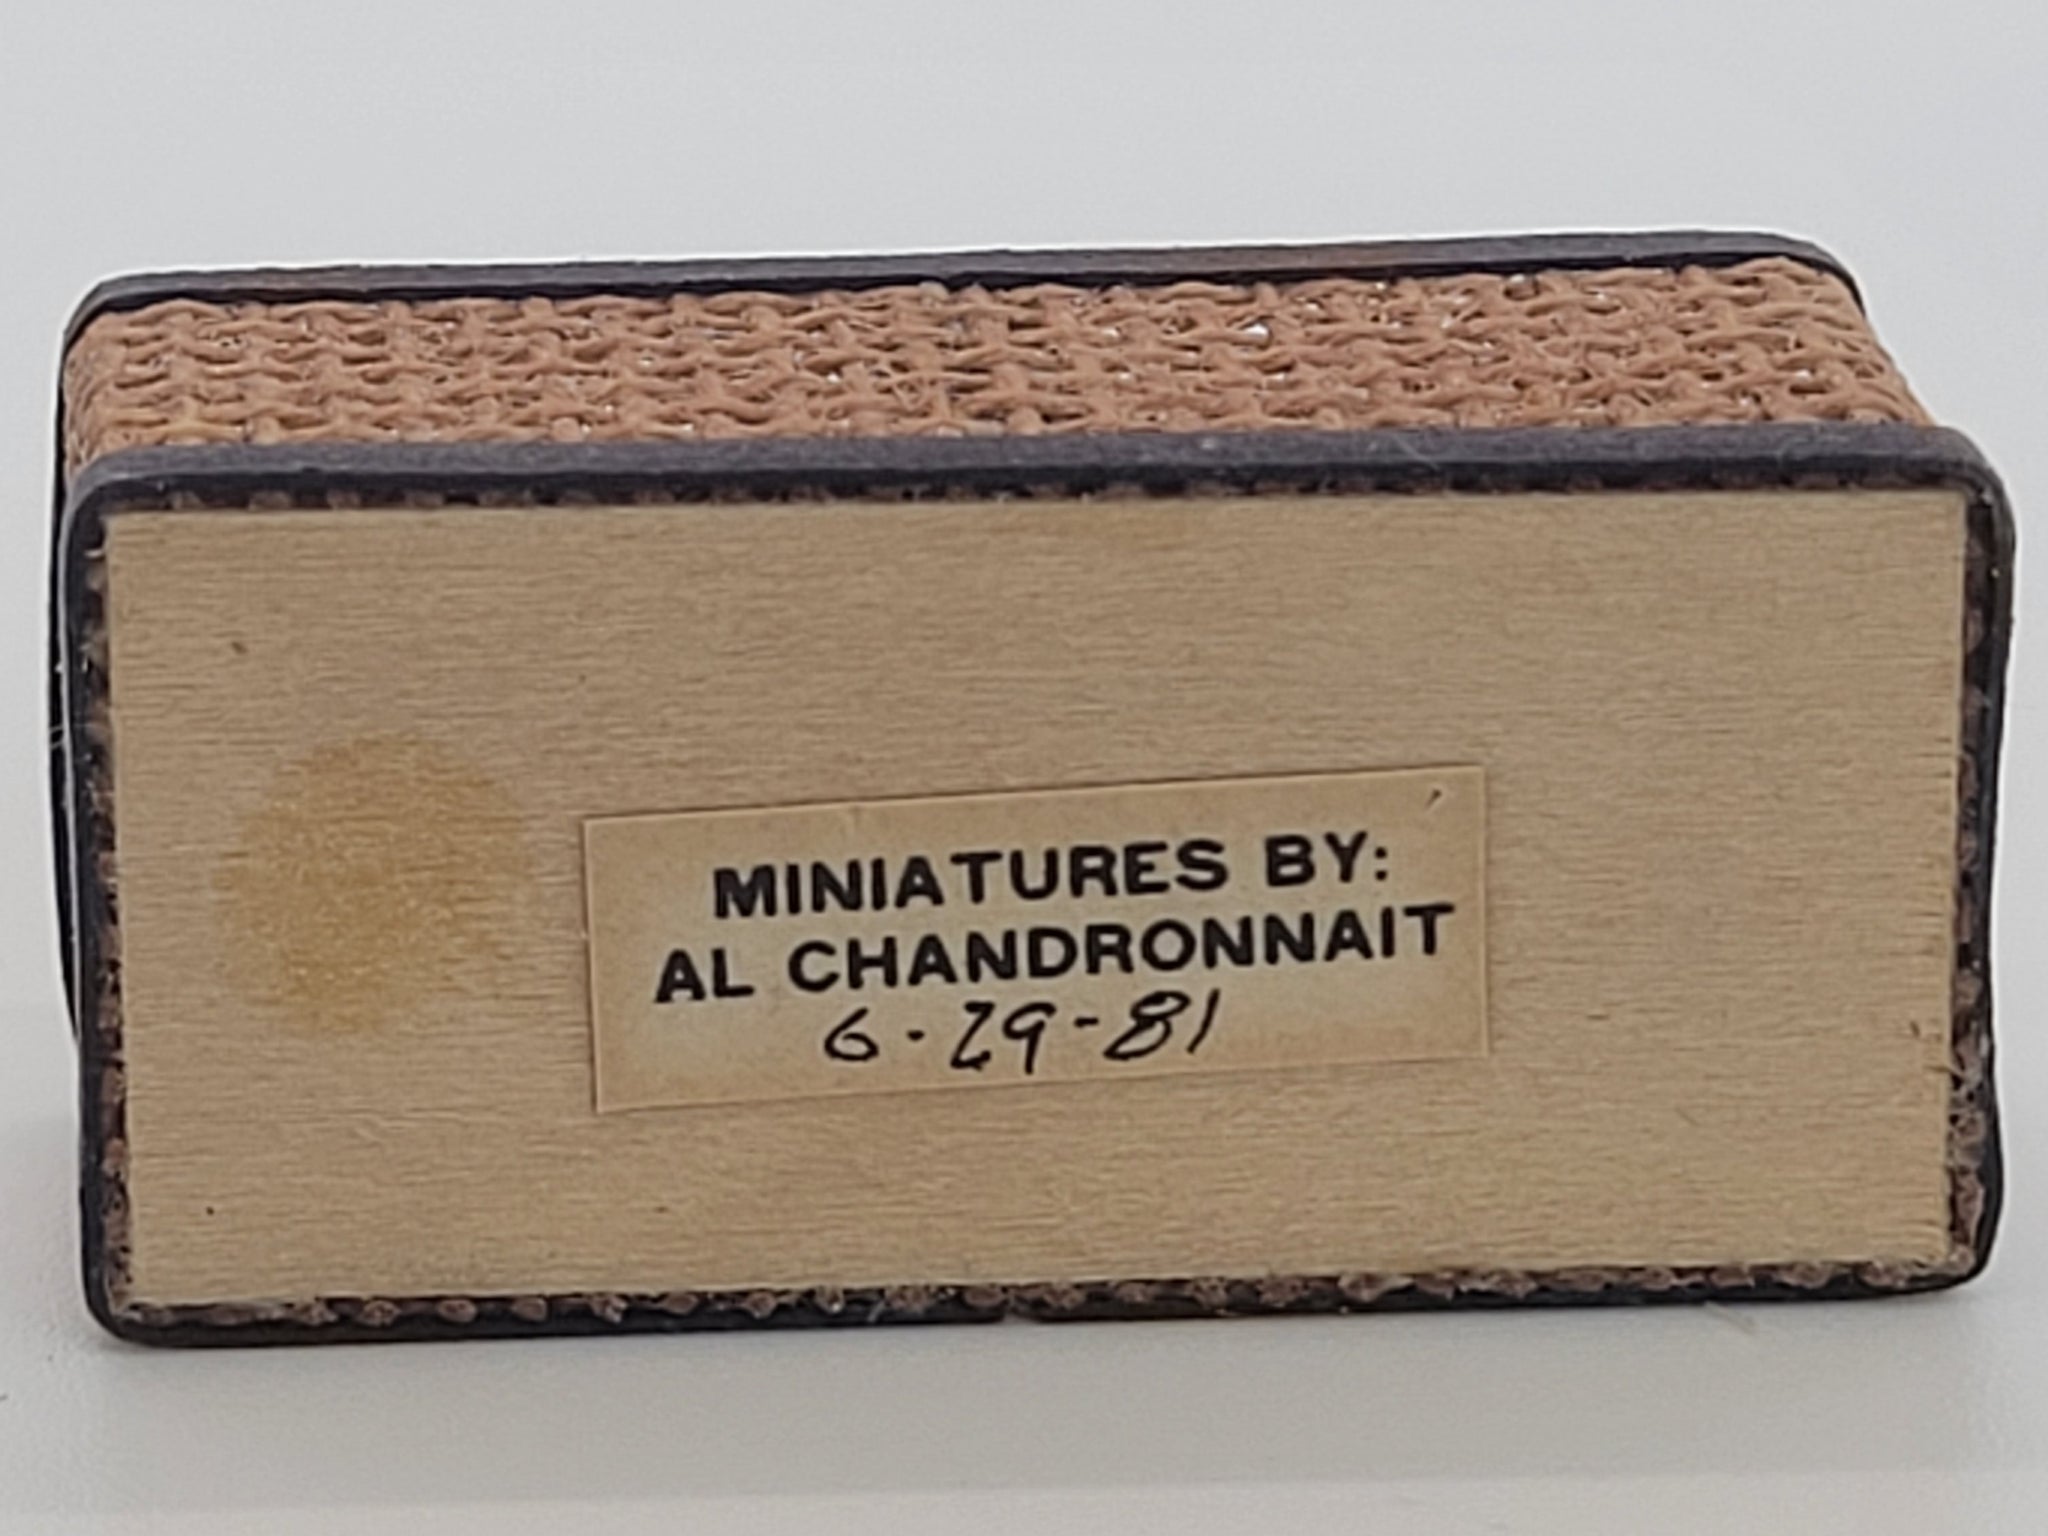 MINIATURES BY:
AL CHANDRONNAIT
6-29-81